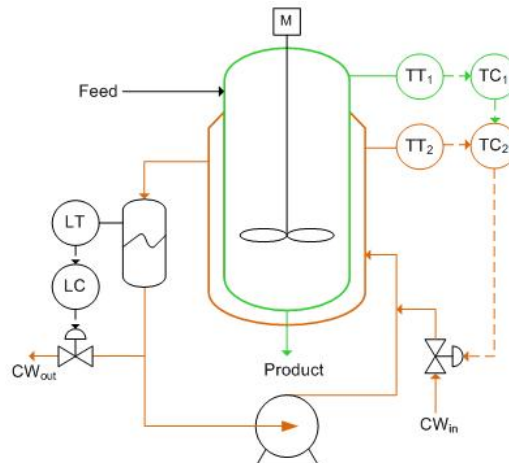 M
Feed
TT₁
TC₁
TT₂
TC₂
LT
LC
CWout
Product
CWin